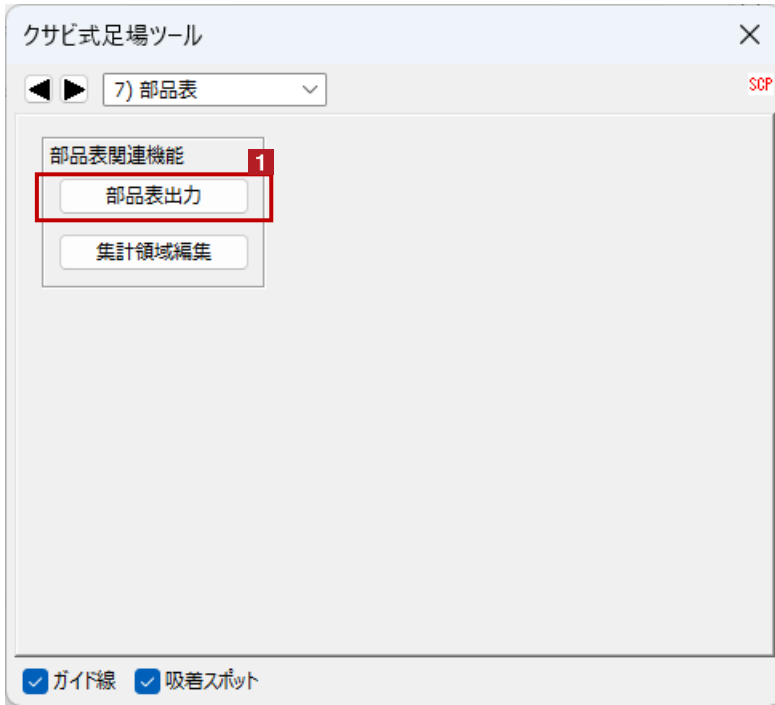 クサビ式足場ツール
7) 部品表
SCP
部品表関連機能
1
部品表出力
集計領域編集
ガイド線 吸着スポット